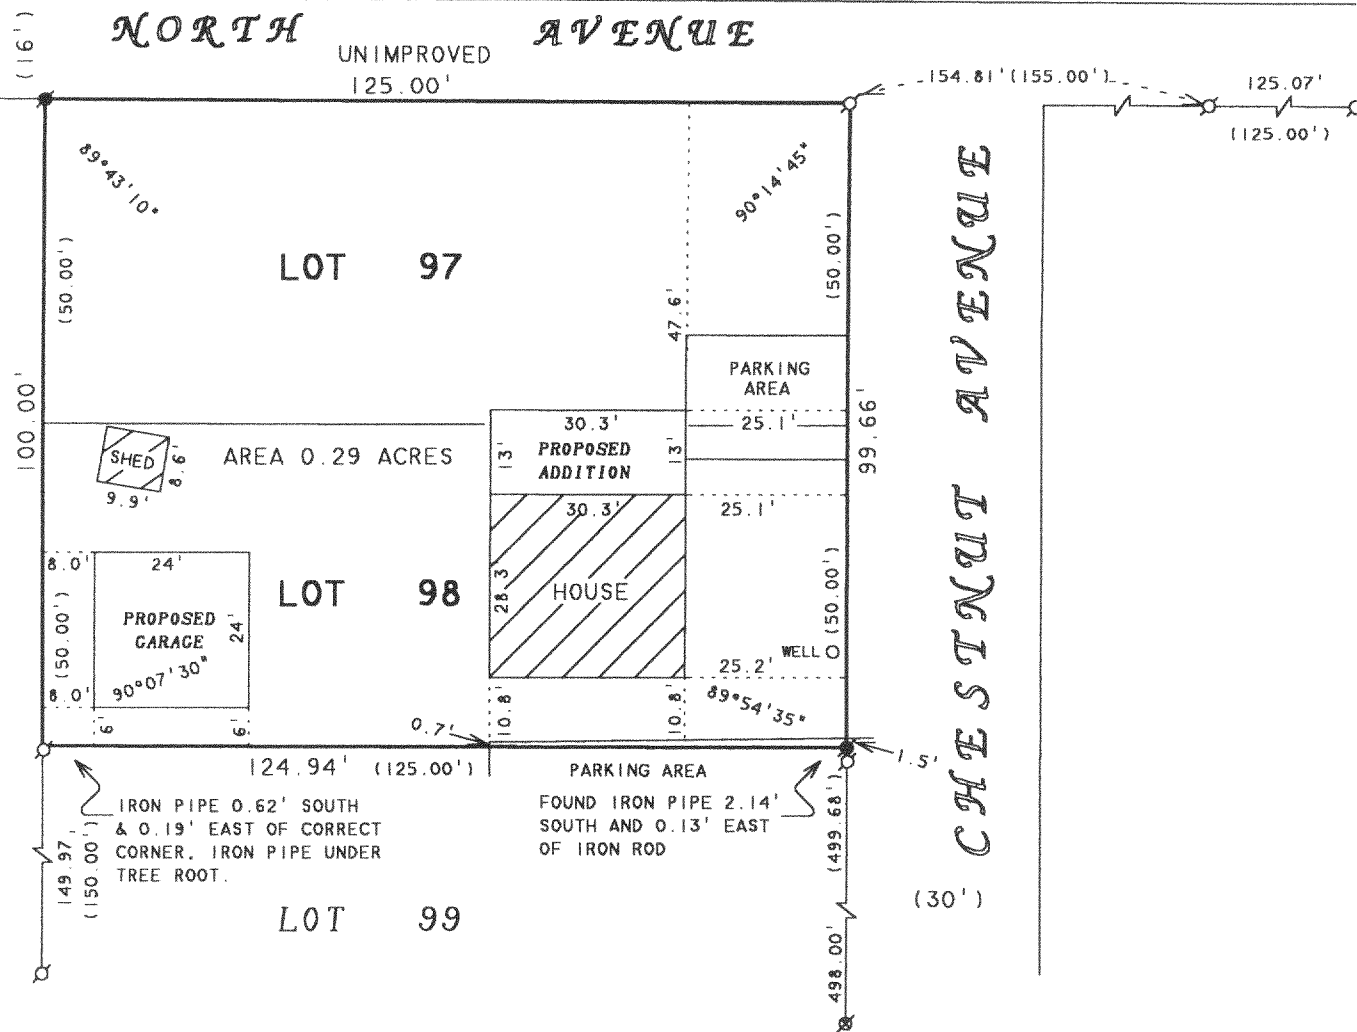 (16')
NORTH AVENUE
UNIMPROVED
125.00'
154.81'(155.00')
125.07'
(125.00')
89°43'10"
90°14'45"
(50.00')
(50.00')
LOT 97
47.6'
PARKING
AREA
CHESTNUT AVENUE
100.00'
99.66'
30.3'
25.1'
SHED
8.6'
9.9'
AREA 0.29 ACRES
13'
PROPOSED
ADDITION
13'
30.3'
25.1'
8.0'
24'
(50.00')
PROPOSED
GARAGE
24'
90°07'30"
8.0'
6'
6'
LOT 98
28.3
HOUSE
(50.00')
WELL
25.2'
89°54'35"
10.8'
10.8'
0.7'
1.5'
124.94' (125.00')
PARKING AREA
IRON PIPE 0.62' SOUTH
& 0.19' EAST OF CORRECT
CORNER. IRON PIPE UNDER
TREE ROOT.
FOUND IRON PIPE 2.14'
SOUTH AND 0.13' EAST
OF IRON ROD
149.97'
(150.00')
(499.68')
498.00'
(30')
LOT 99